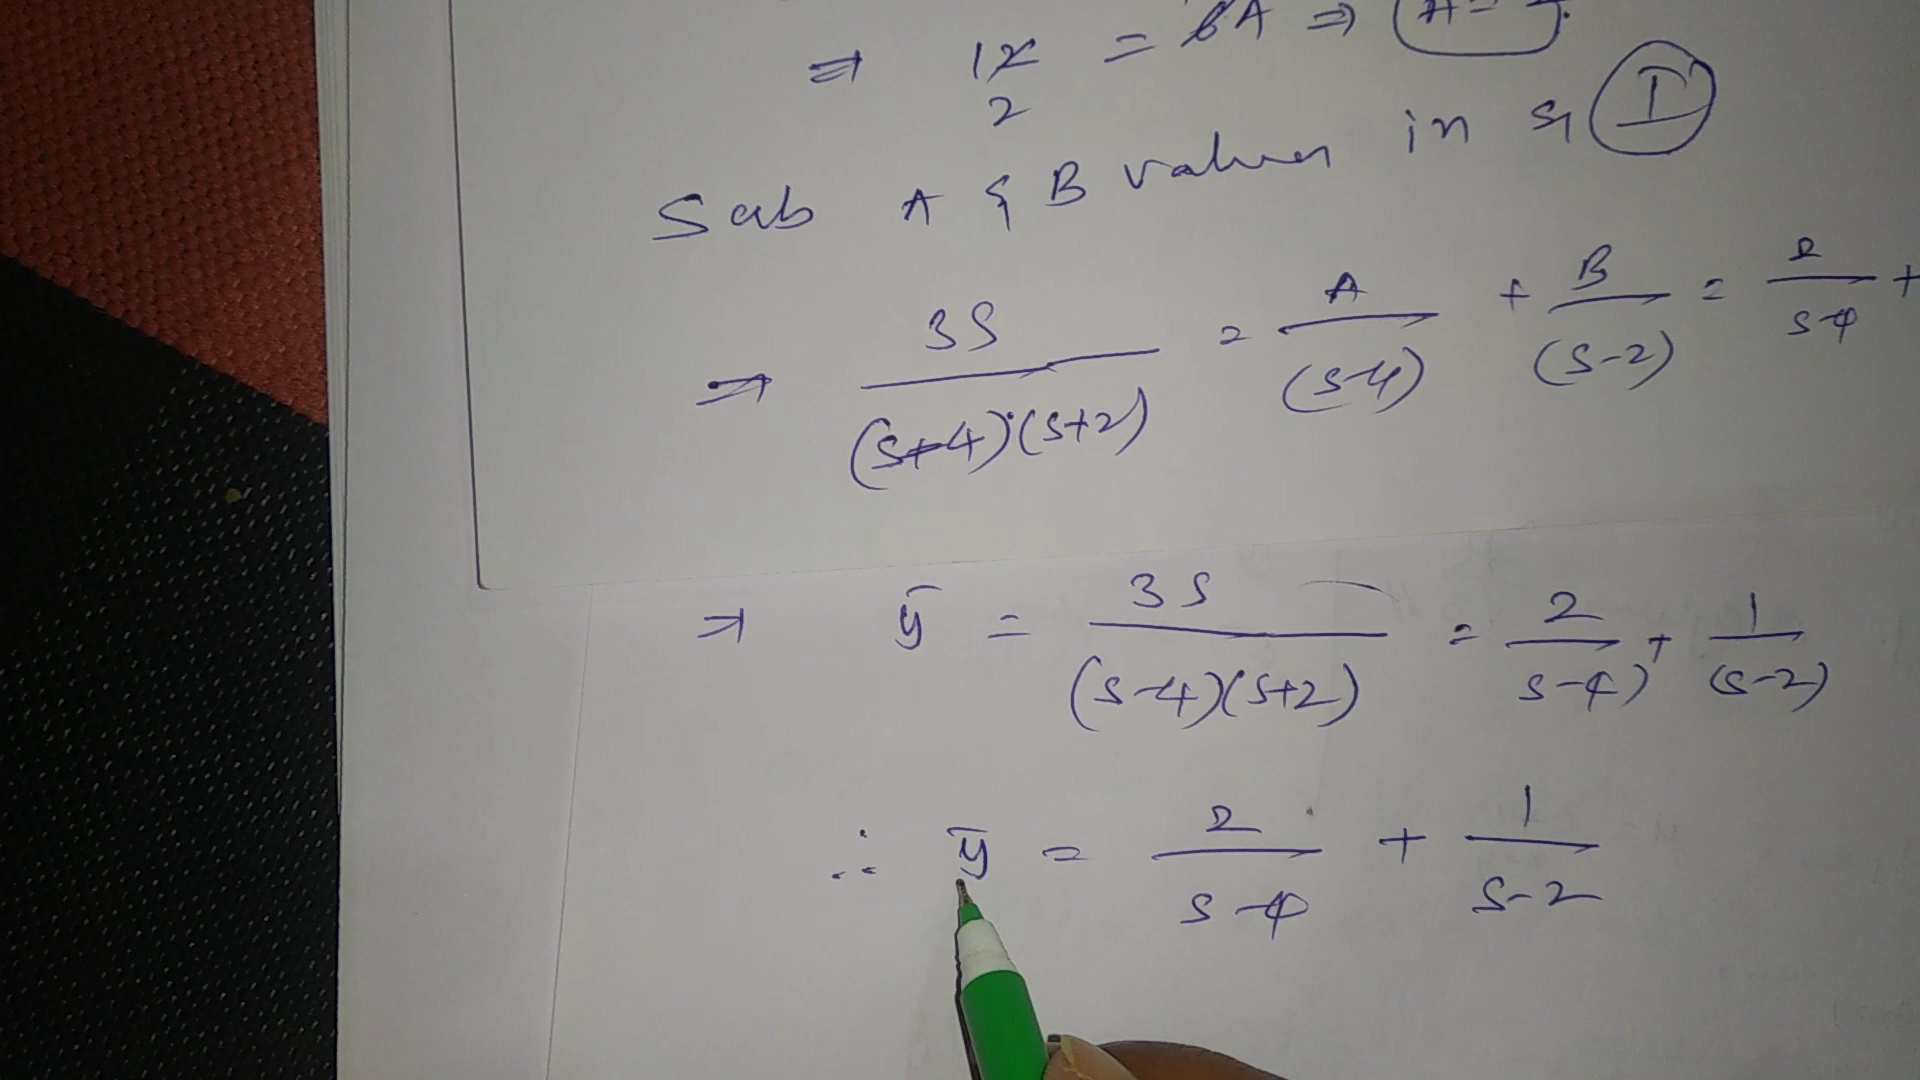 ⇒ 12 = 6A ⇒ A =
2
Sub A & B values in eq I
⇒ 3S/((s-4)(s+2)) = A/(s-4) + B/(s-2) = 2/(s-4) +
⇒ ȳ = 3s/((s-4)(s+2)) = 2/(s-4) + 1/(s-2)
∴ ȳ = 2/(s-4) + 1/(s-2)